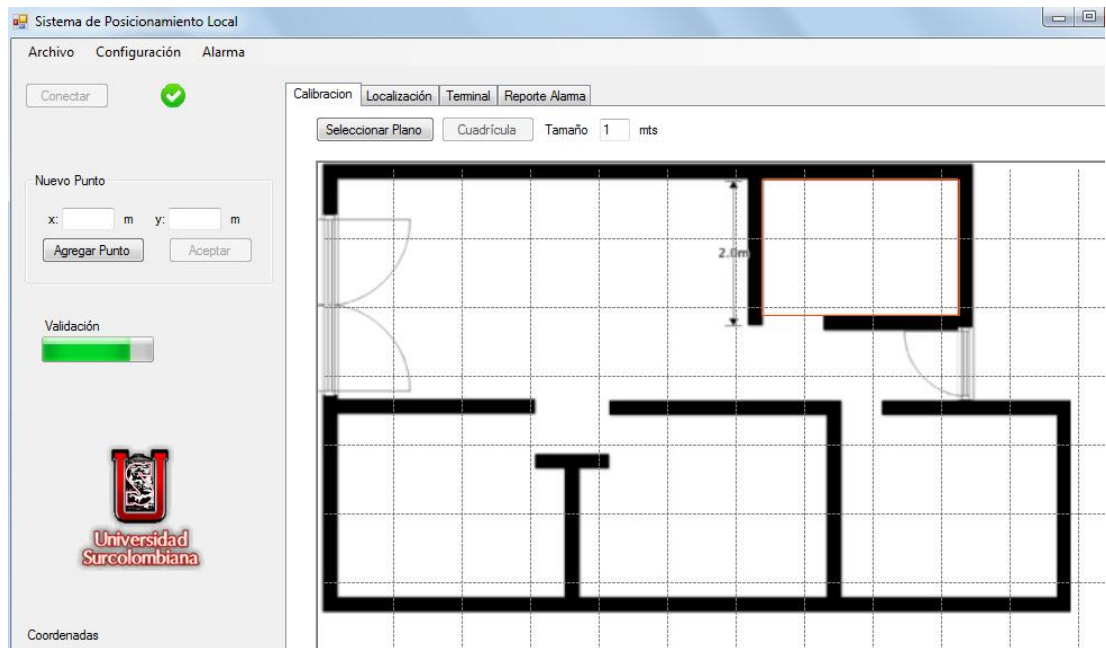 Sistema de Posicionamiento Local
Archivo Configuración Alarma
Conectar
Calibracion Localización Terminal Reporte Alarma
Seleccionar Plano Cuadrícula Tamaño 1 mts
Nuevo Punto
x: m y: m
Agregar Punto Aceptar
2.0m
Validación
Universidad
Surcolombiana
Coordenadas